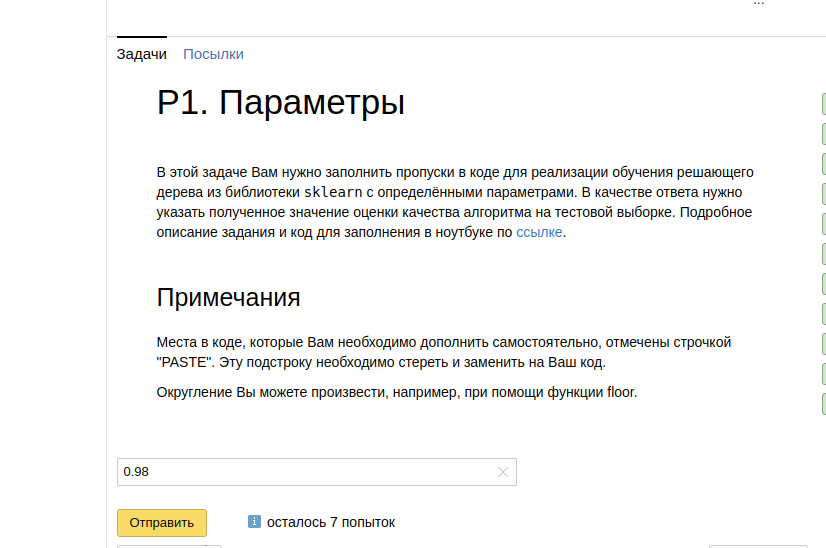 ...
Задачи Посылки
P1. Параметры
В этой задаче Вам нужно заполнить пропуски в коде для реализации обучения решающего
дерева из библиотеки sklearn с определёнными параметрами. В качестве ответа нужно
указать полученное значение оценки качества алгоритма на тестовой выборке. Подробное
описание задания и код для заполнения в ноутбуке по ссылке.
Примечания
Места в коде, которые Вам необходимо дополнить самостоятельно, отмечены строчкой
"PASTE". Эту подстроку необходимо стереть и заменить на Ваш код.
Округление Вы можете произвести, например, при помощи функции floor.
0.98
Отправить осталось 7 попыток